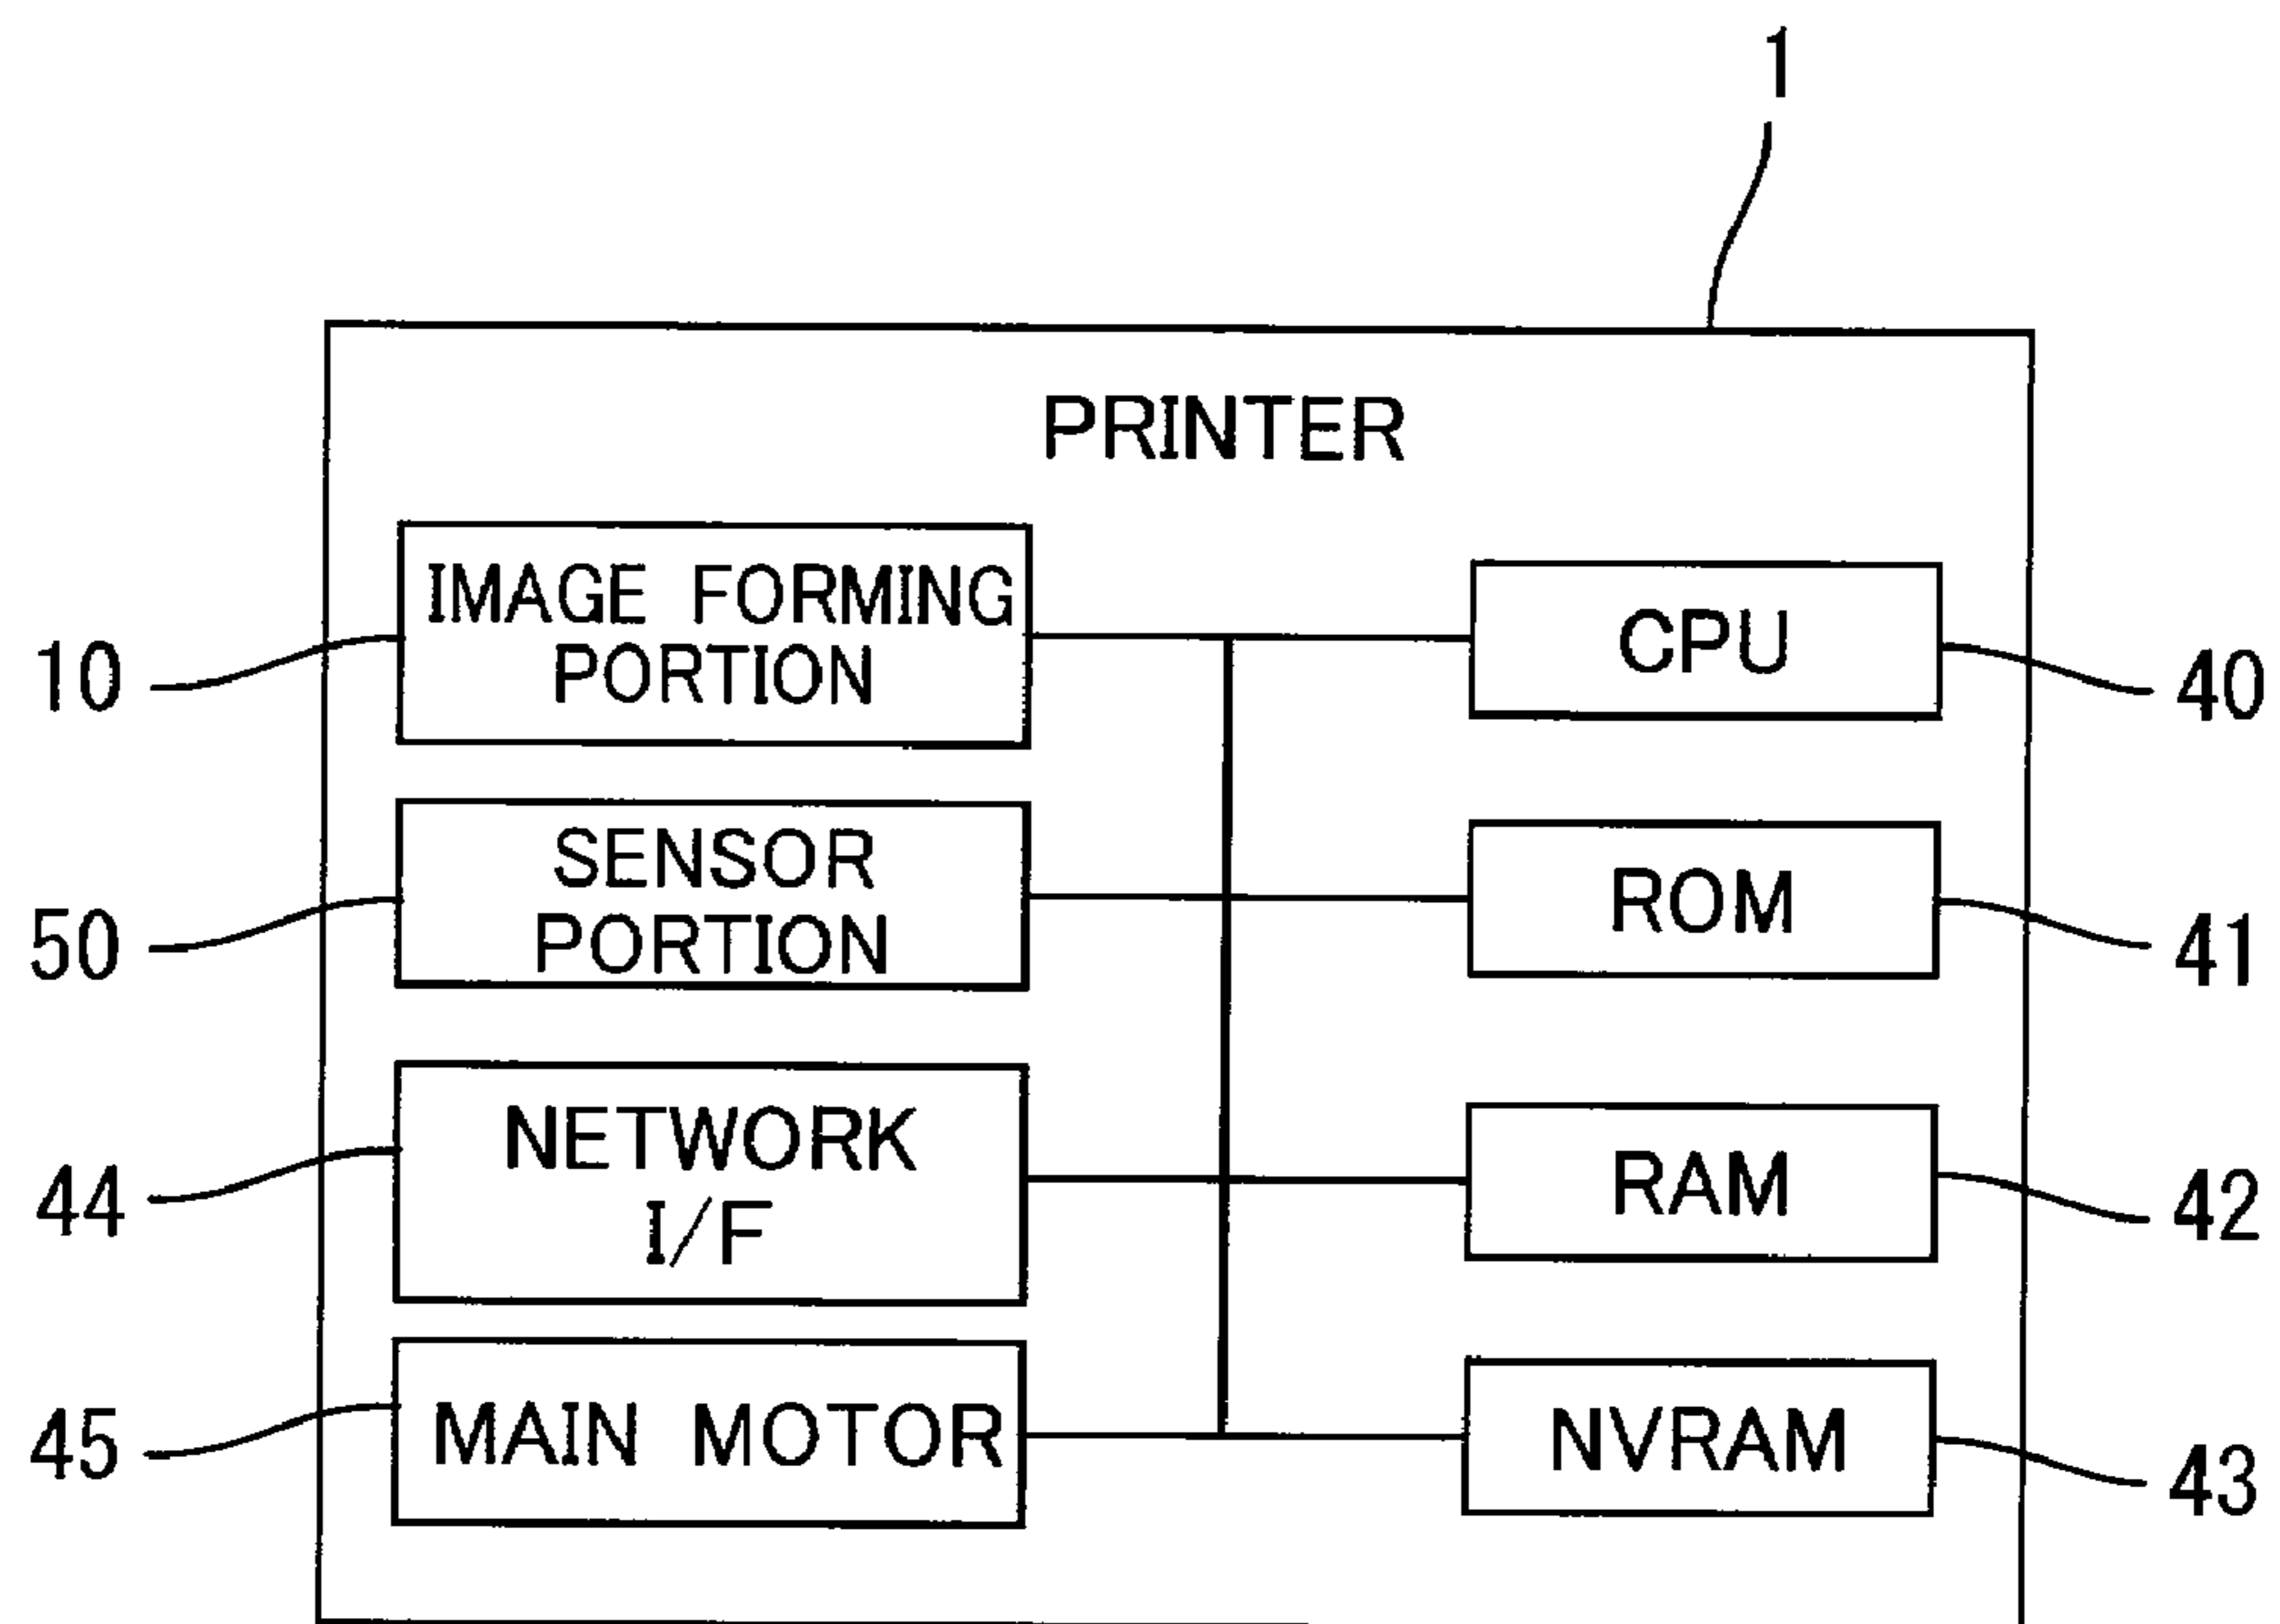 1
PRINTER
IMAGE FORMING
PORTION
10
CPU
40
SENSOR
PORTION
50
ROM
41
NETWORK
I/F
44
RAM
42
MAIN MOTOR
45
NVRAM
43